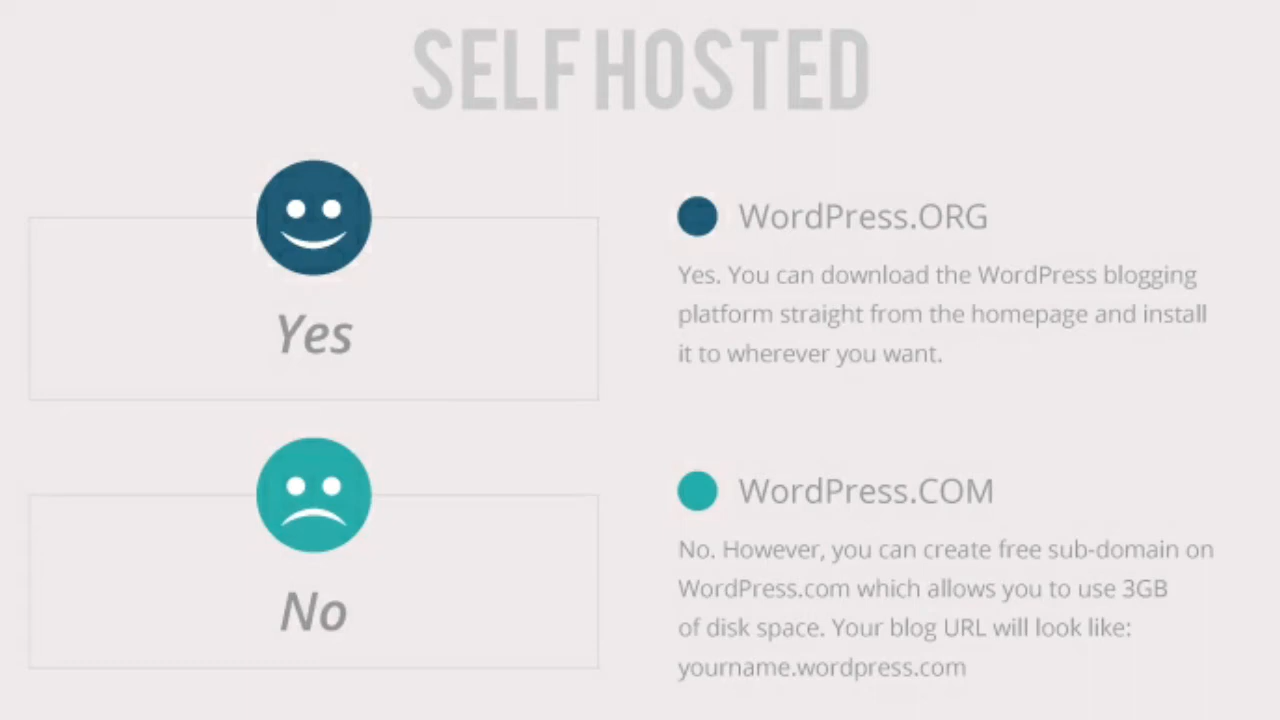 SELF HOSTED
Yes
WordPress.ORG
Yes. You can download the WordPress blogging
platform straight from the homepage and install
it to wherever you want.
No
WordPress.COM
No. However, you can create free sub-domain on
WordPress.com which allows you to use 3GB
of disk space. Your blog URL will look like:
yourname.wordpress.com